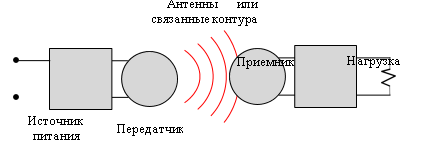 Антенны или
связанные контура
Приемник
Нагрузка
Источник
питания
Передатчик